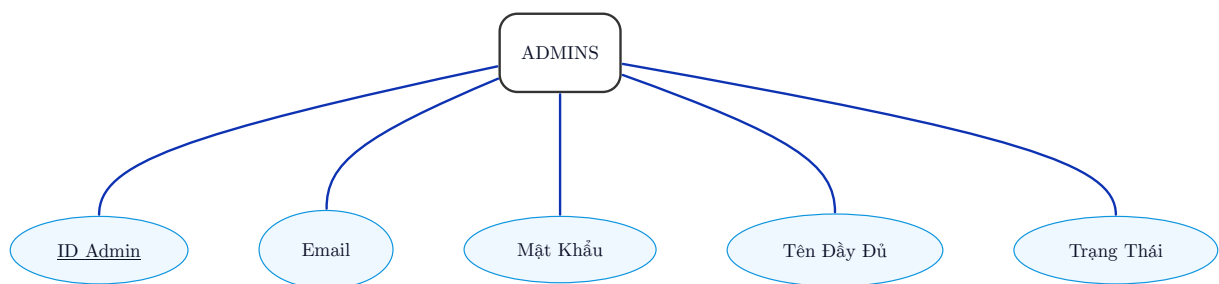 ADMINS
ID Admin
Email
Mật Khẩu
Tên Đầy Đủ
Trạng Thái